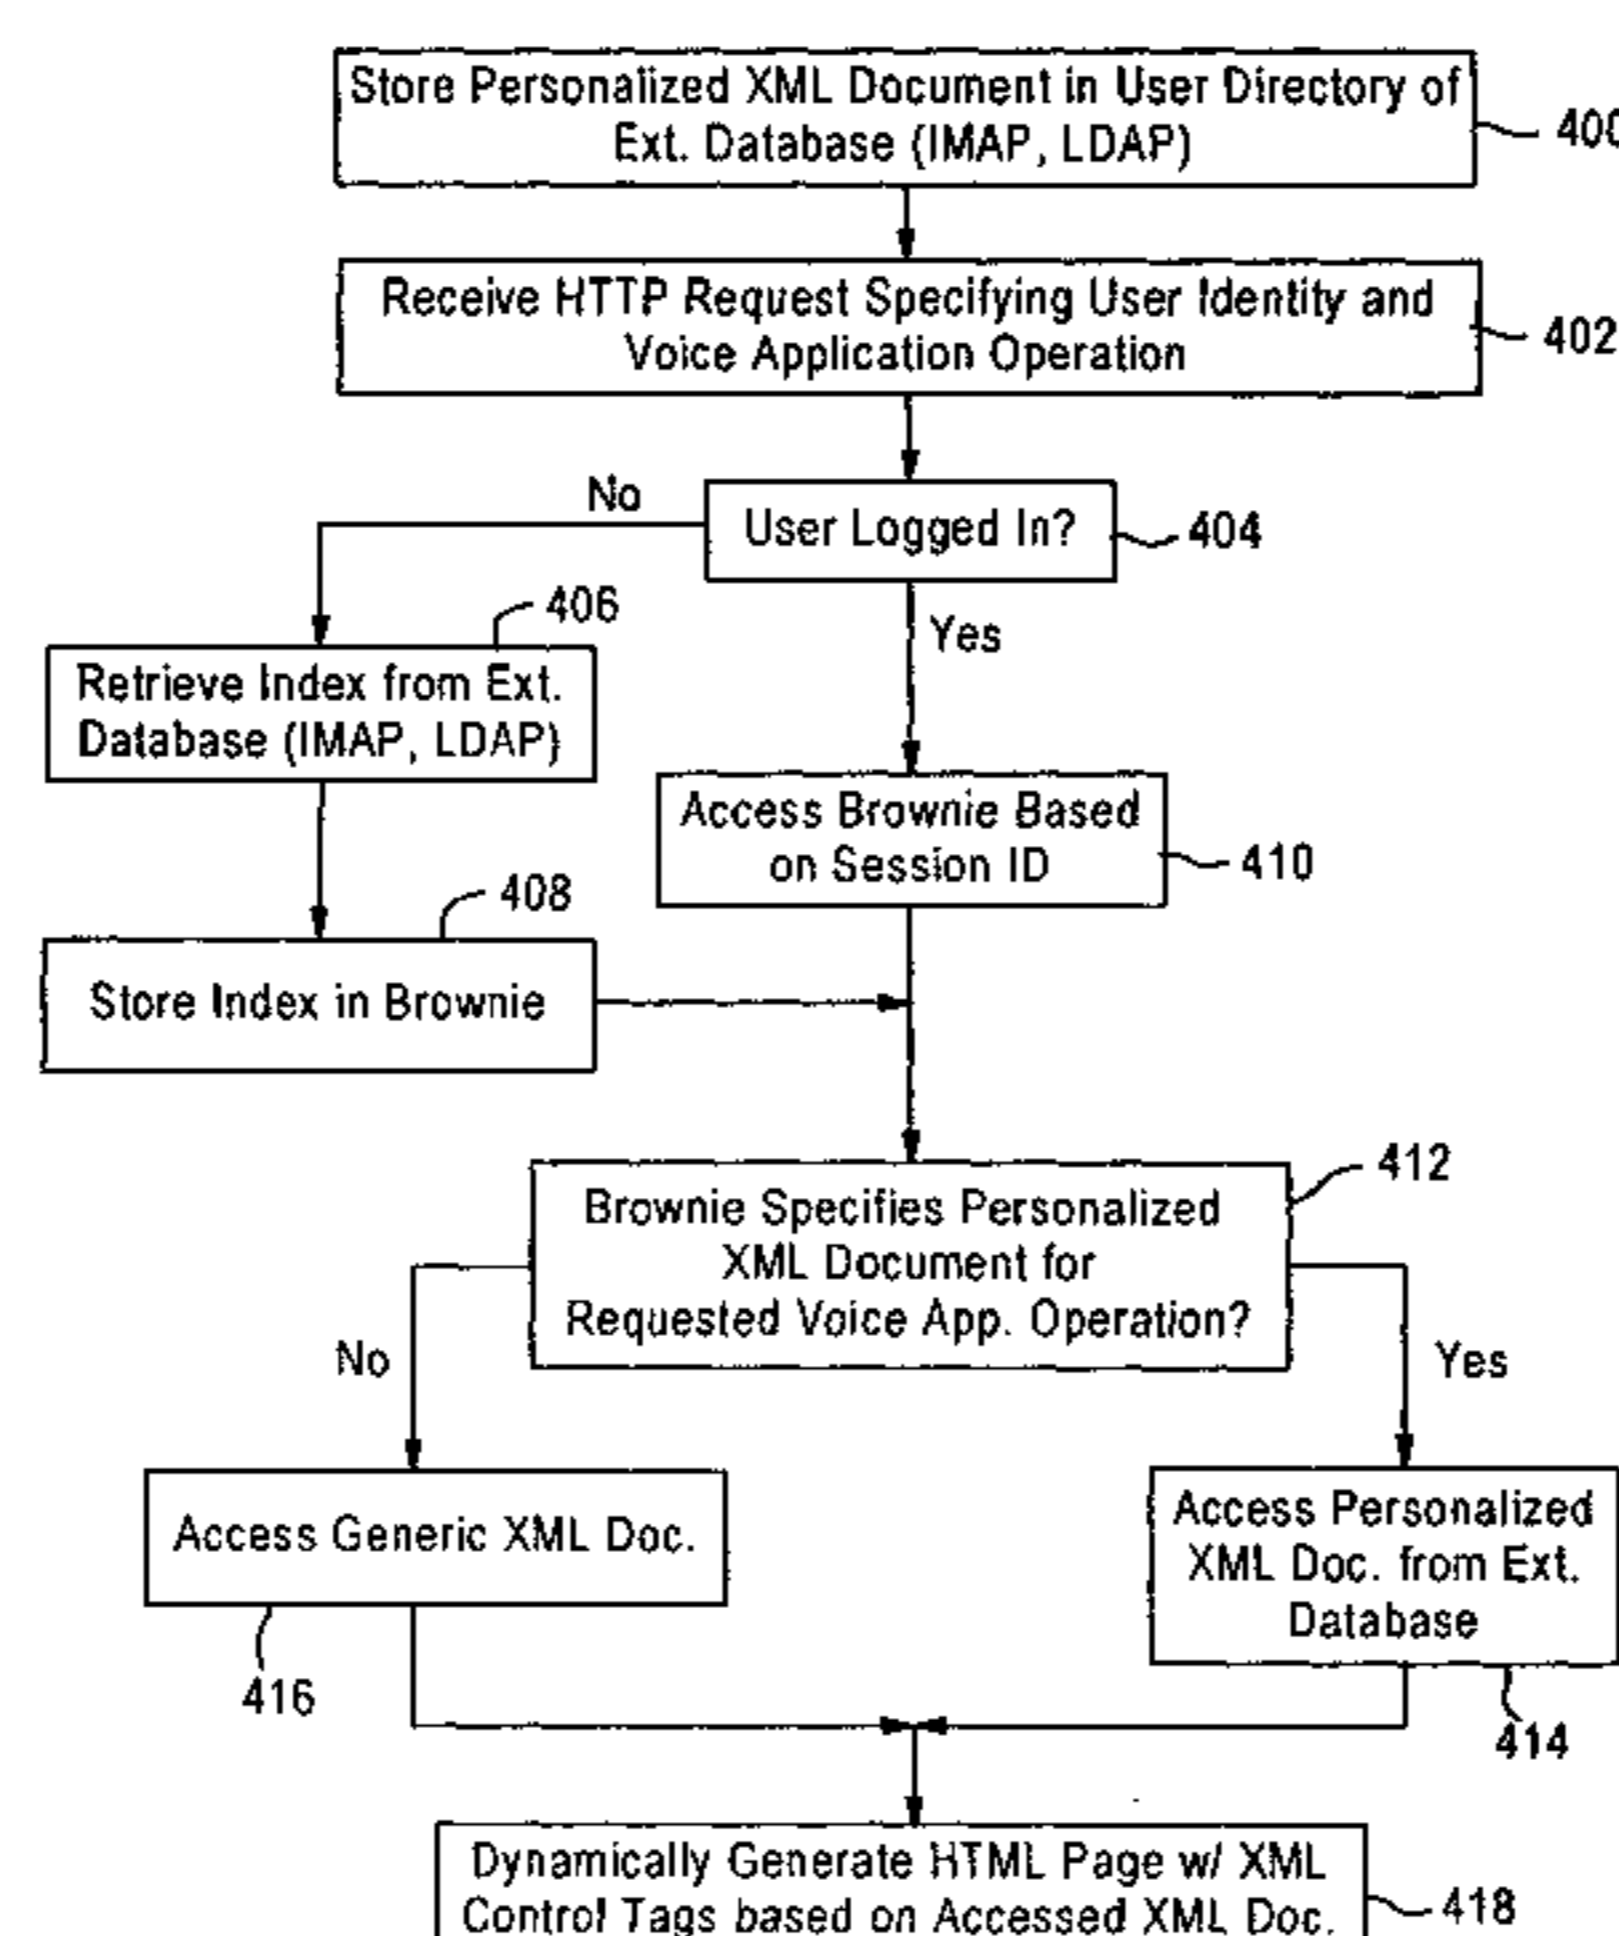 Store Personalized XML Document in User Directory of
Ext. Database (IMAP, LDAP)
400
Receive HTTP Request Specifying User Identity and
Voice Application Operation
402
No
User Logged In?
404
406
Yes
Retrieve Index from Ext.
Database (IMAP, LDAP)
Access Brownie Based
on Session ID
410
408
Store Index in Brownie
412
Brownie Specifies Personalized
XML Document for
Requested Voice App. Operation?
No
Yes
Access Generic XML Doc.
Access Personalized
XML Doc. from Ext.
Database
416
414
Dynamically Generate HTML Page w/ XML
Control Tags based on Accessed XML Doc.
418